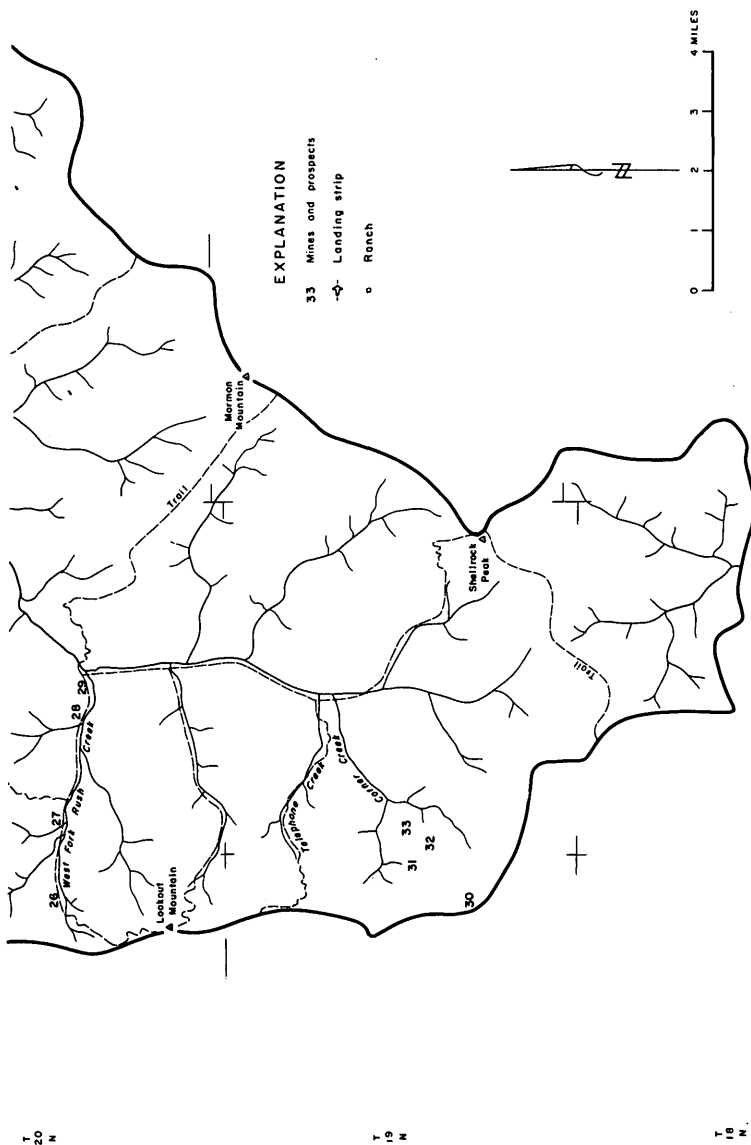 T
20
N
T
19
N
T
18
N
26
West Fork Rush Creek
27
28
29
Lookout
Mountain
Trail
Mormon
Mountain
Telephone Creek
Corner Creek
31
33
32
30
Shellrock
Peak
Trail
EXPLANATION
33 Mines and prospects
Landing strip
Ranch
N
0 1 2 3 4 MILES